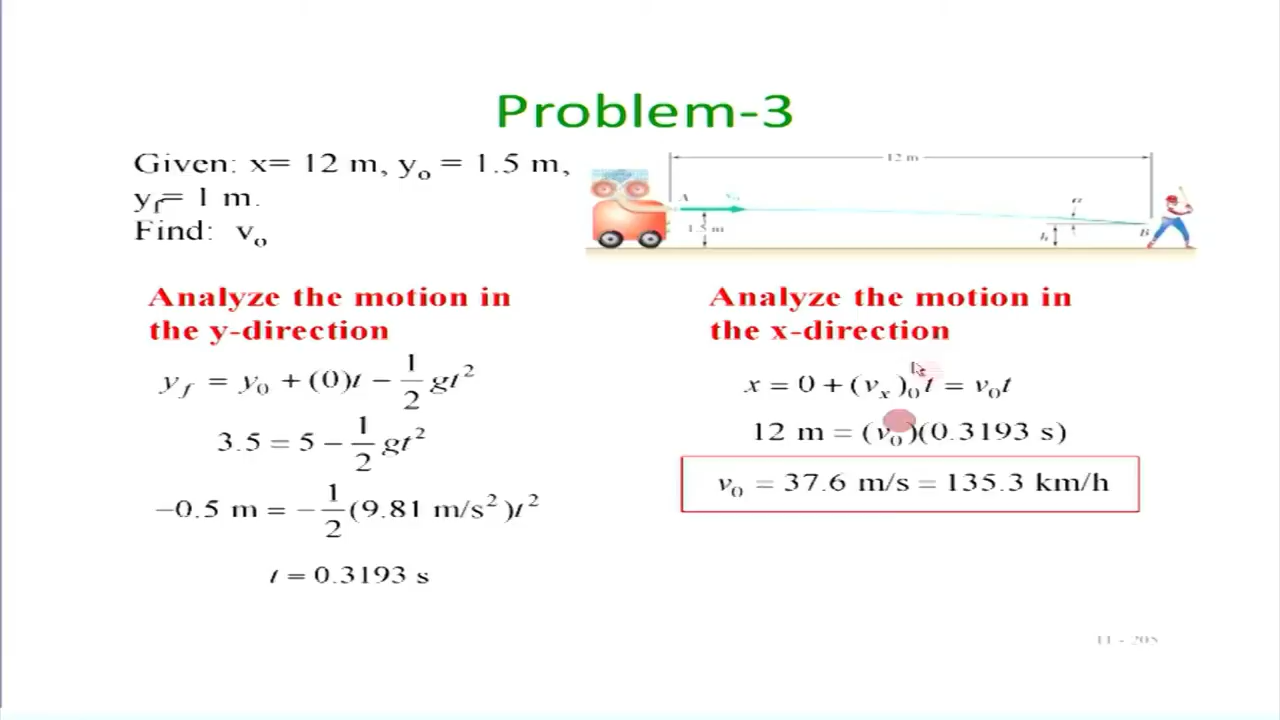 Problem-3
Given: x= 12 m, yₒ = 1.5 m,
y_f= 1 m.
Find: vₒ
12 m
A
v₀
1.5 m
h
α
B
Analyze the motion in
the y-direction
y_f = y₀ + (0)t − 1/2 gt²
3.5 = 5 − 1/2 gt²
−0.5 m = −1/2 (9.81 m/s²)t²
t = 0.3193 s
Analyze the motion in
the x-direction
x = 0 + (vₓ)₀t = v₀t
12 m = (v₀)(0.3193 s)
v₀ = 37.6 m/s = 135.3 km/h